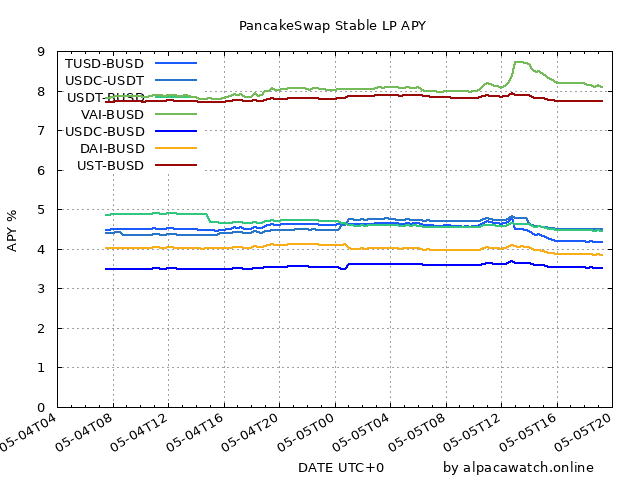 PancakeSwap Stable LP APY
APY %
9
8
7
6
5
4
3
2
1
0
TUSD-BUSD
USDC-USDT
USDT-BUSD
VAI-BUSD
USDC-BUSD
DAI-BUSD
UST-BUSD
05-04T04
05-04T08
05-04T12
05-04T16
05-04T20
05-05T00
05-05T04
05-05T08
05-05T12
05-05T16
05-05T20
DATE UTC+0
by alpacawatch.online